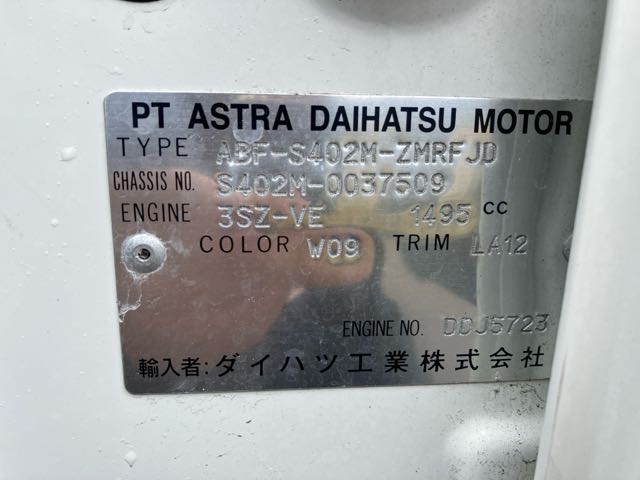 PT ASTRA DAIHATSU MOTOR
TYPE ABF-S402M-ZMRFJD
CHASSIS NO. S402M-0037509
ENGINE 3SZ-VE 1495 cc
COLOR W09 TRIM LA12
ENGINE NO. DDJ5723
輸入者:ダイハツ工業株式会社